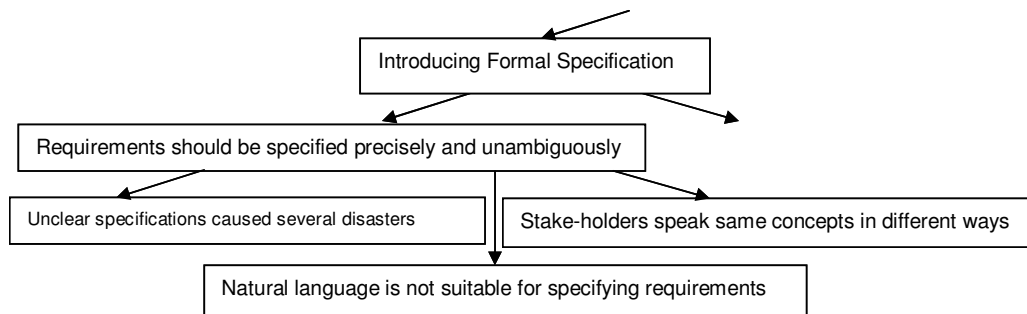 Introducing Formal Specification
Requirements should be specified precisely and unambiguously
Unclear specifications caused several disasters
Stake-holders speak same concepts in different ways
Natural language is not suitable for specifying requirements